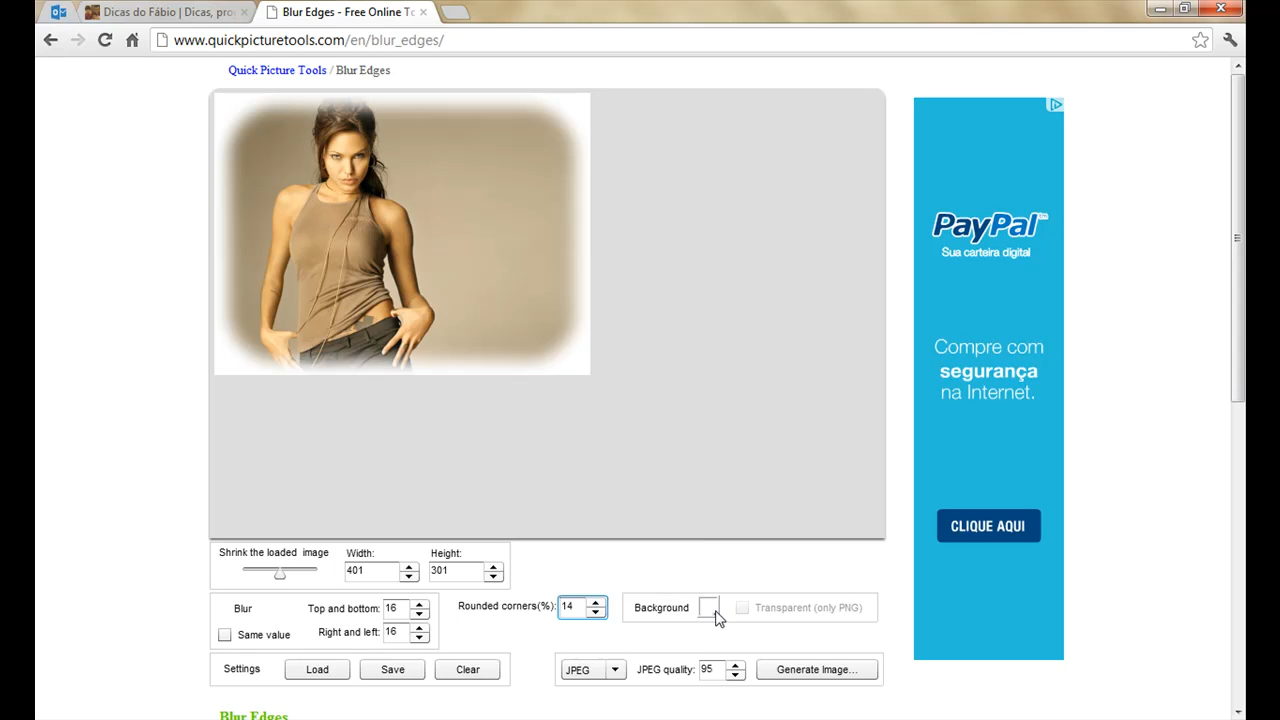 Dicas do Fábio | Dicas, pro
Blur Edges - Free Online To
www.quickpicturetools.com/en/blur_edges/
Quick Picture Tools / Blur Edges
PayPal™
Sua carteira digital
Compre com
segurança
na Internet.
CLIQUE AQUI
Shrink the loaded image
Width:
Height:
401
301
Blur
Top and bottom: 16
Rounded corners(%): 14
Background
Transparent (only PNG)
Same value
Right and left: 16
Settings
Load
Save
Clear
JPEG
JPEG quality: 95
Generate Image...
Blur Edges